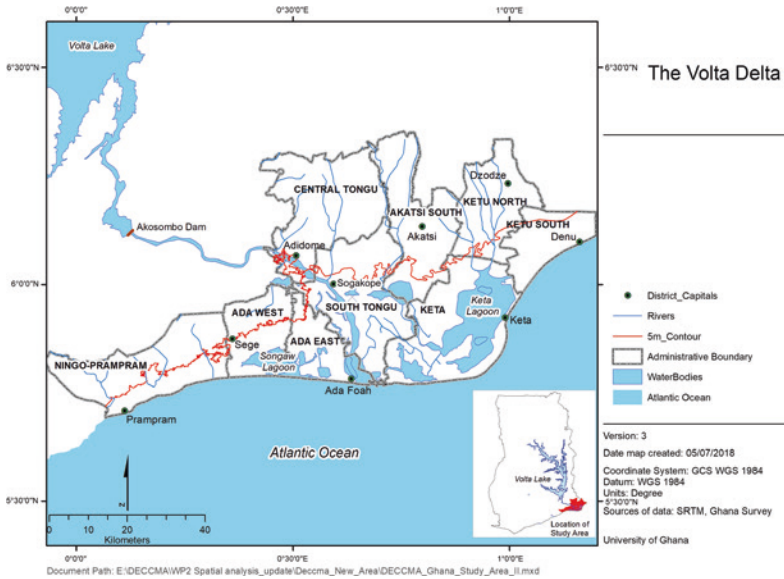 0°0'0"
0°30'0"E
1°0'0"E
6°30'0"N
6°30'0"N
6°0'0"N
6°0'0"N
5°30'0"N
5°30'0"N
Volta Lake
Akosombo Dam
CENTRAL TONGU
Dzodze
KETU NORTH
AKATSI SOUTH
Akatsi
KETU SOUTH
Denu
Adidome
Sogakope
SOUTH TONGU
KETA
Keta
Lagoon
Keta
ADA WEST
Sege
ADA EAST
Songaw
Lagoon
Ada Foah
NINGO-PRAMPRAM
Prampram
Atlantic Ocean
N
0
10
20
30
40
Kilometers
Volta Lake
Location of
Study Area
0°0'0"
0°30'0"E
1°0'0"E
The Volta Delta
District_Capitals
Rivers
5m_Contour
Administrative Boundary
WaterBodies
Atlantic Ocean
Version: 3
Date map created: 05/07/2018
Coordinate System: GCS WGS 1984
Datum: WGS 1984
Units: Degree
Sources of data: SRTM, Ghana Survey
University of Ghana
Document Path: E:\DECCMA\WP2 Spatial analysis_update\Deccma_New_Area\DECCMA_Ghana_Study_Area_II.mxd